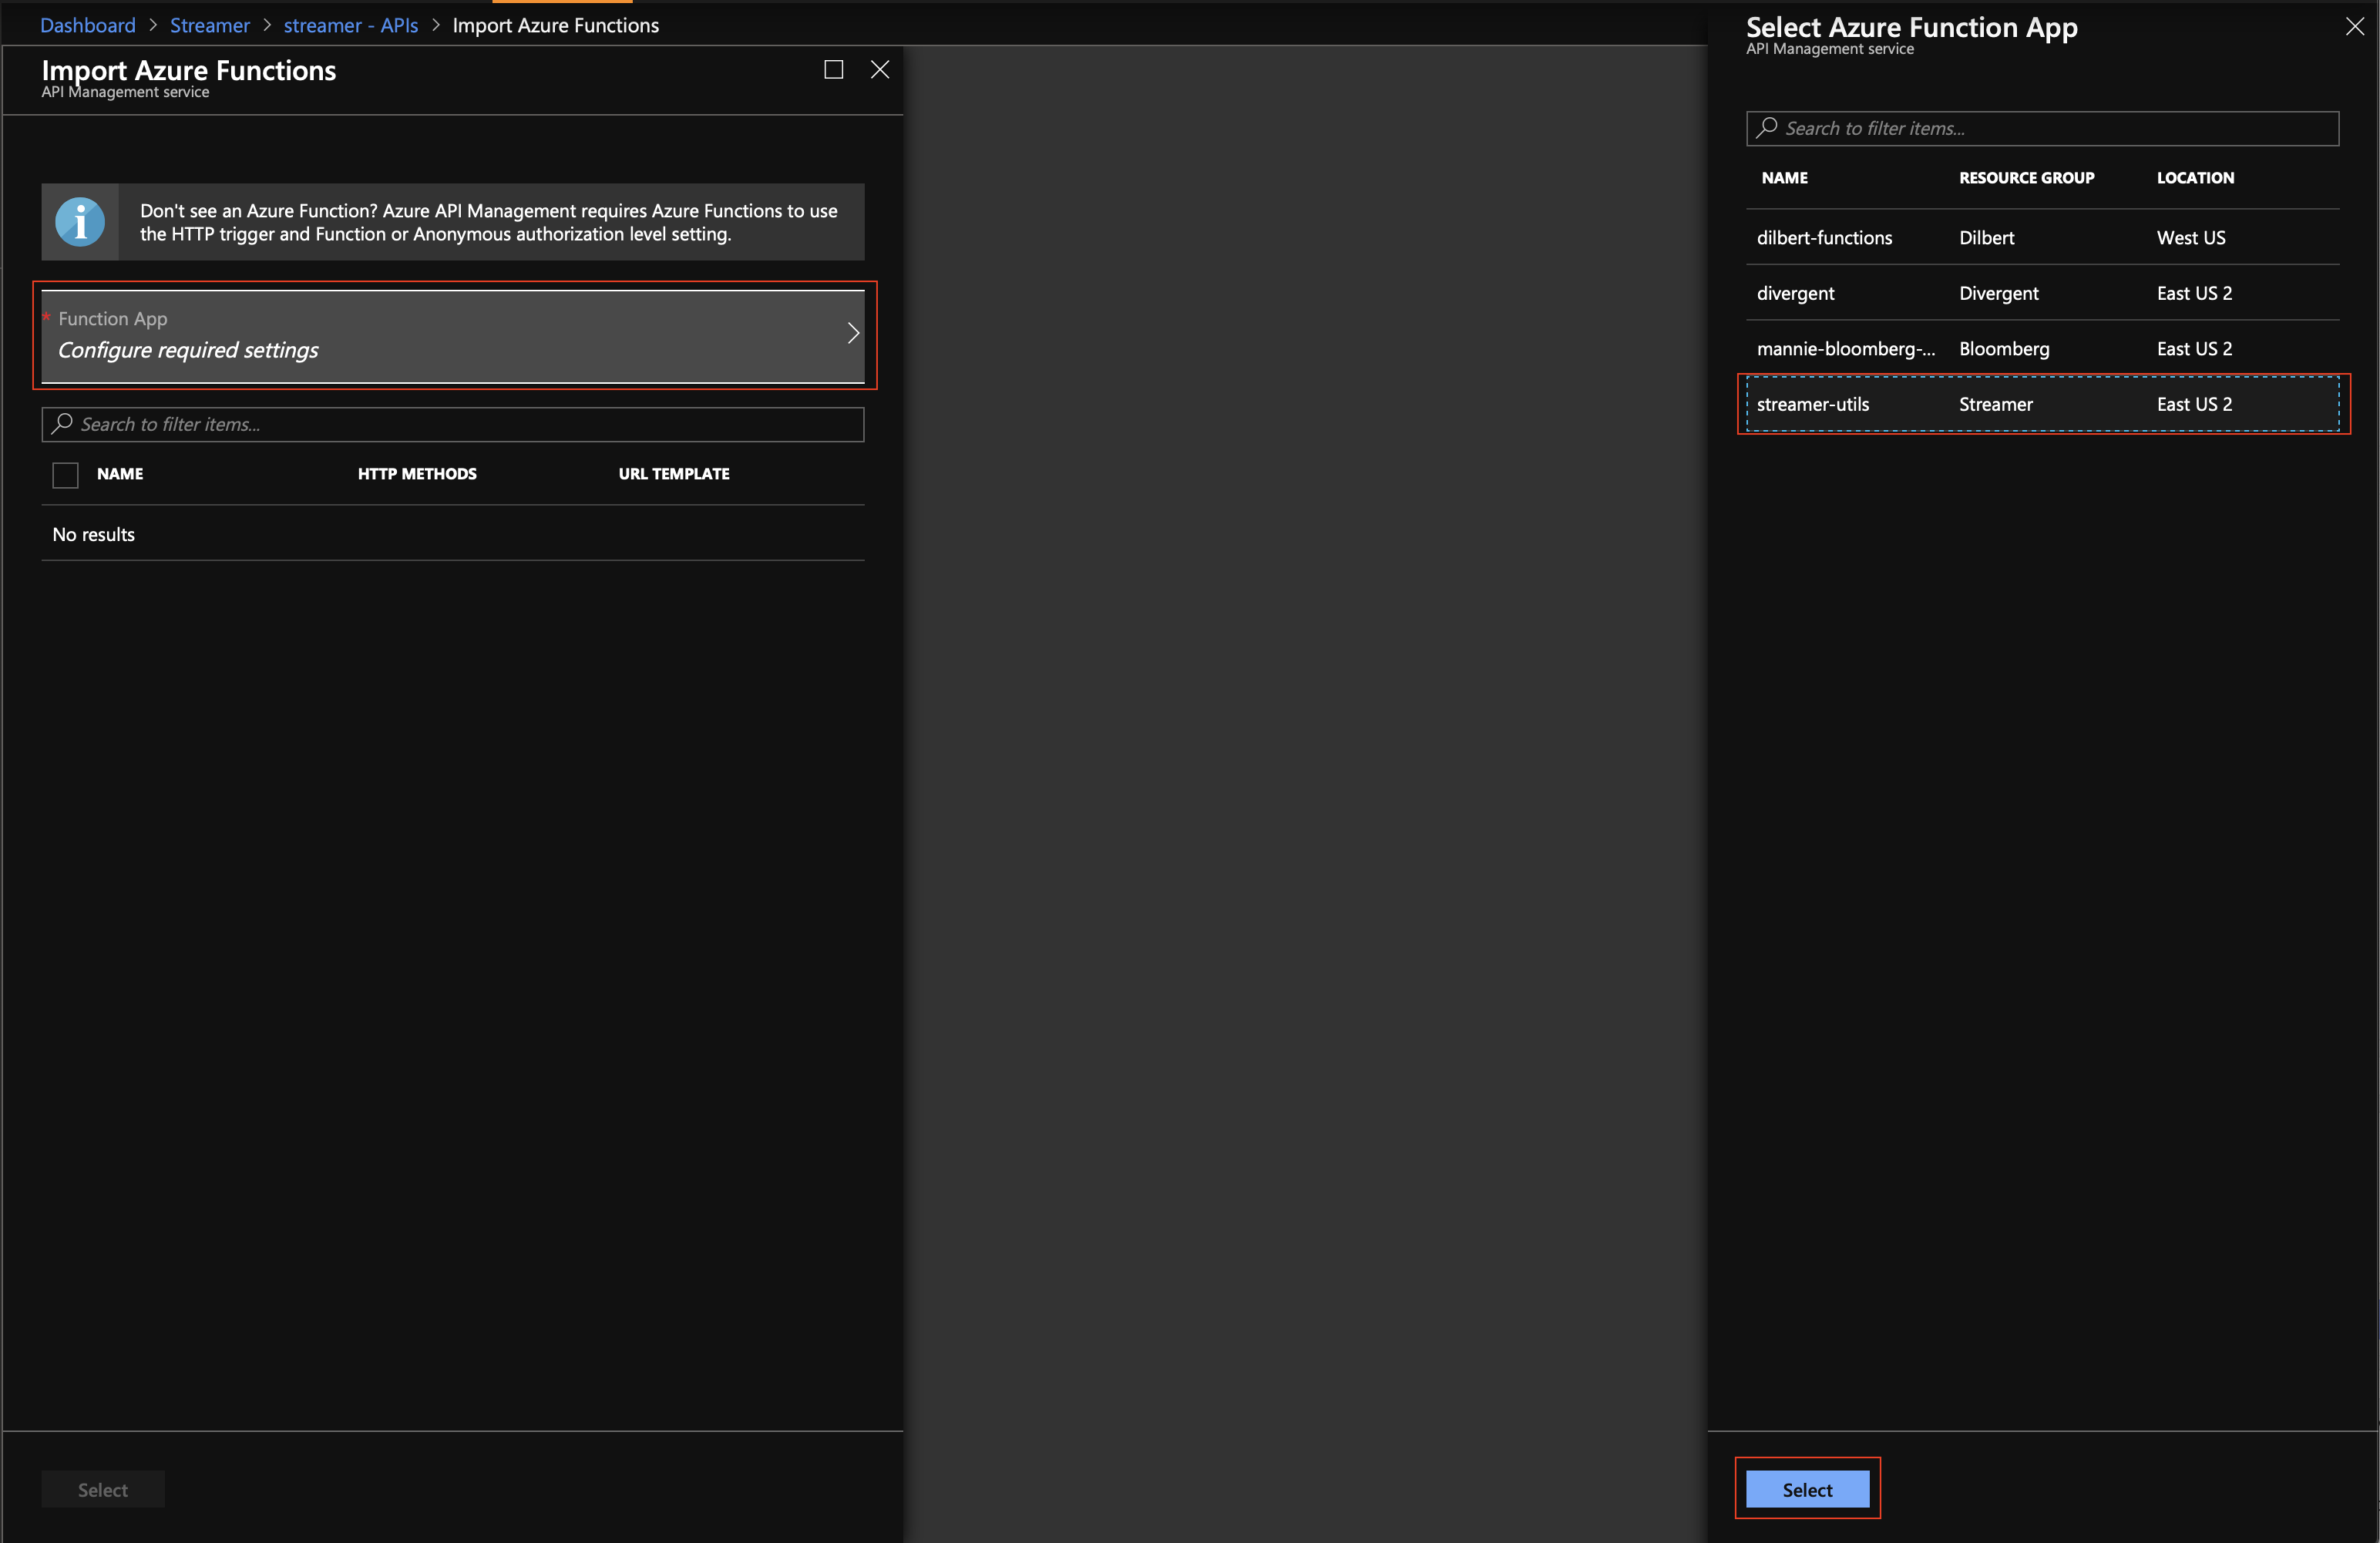 Dashboard > Streamer > streamer - APIs > Import Azure Functions
Import Azure Functions
API Management service
Don't see an Azure Function? Azure API Management requires Azure Functions to use
the HTTP trigger and Function or Anonymous authorization level setting.
* Function App
Configure required settings
Search to filter items...
NAME HTTP METHODS URL TEMPLATE
No results
Select
Select Azure Function App
API Management service
Search to filter items...
NAME RESOURCE GROUP LOCATION
dilbert-functions Dilbert West US
divergent Divergent East US 2
mannie-bloomberg-... Bloomberg East US 2
streamer-utils Streamer East US 2
Select